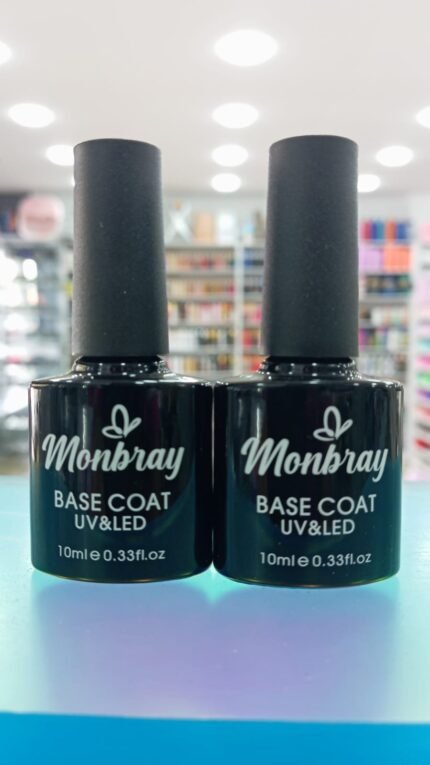 Monbray
BASE COAT
UV&LED
10ml e 0.33fl.oz
Monbray
BASE COAT
UV&LED
10ml e 0.33fl.oz